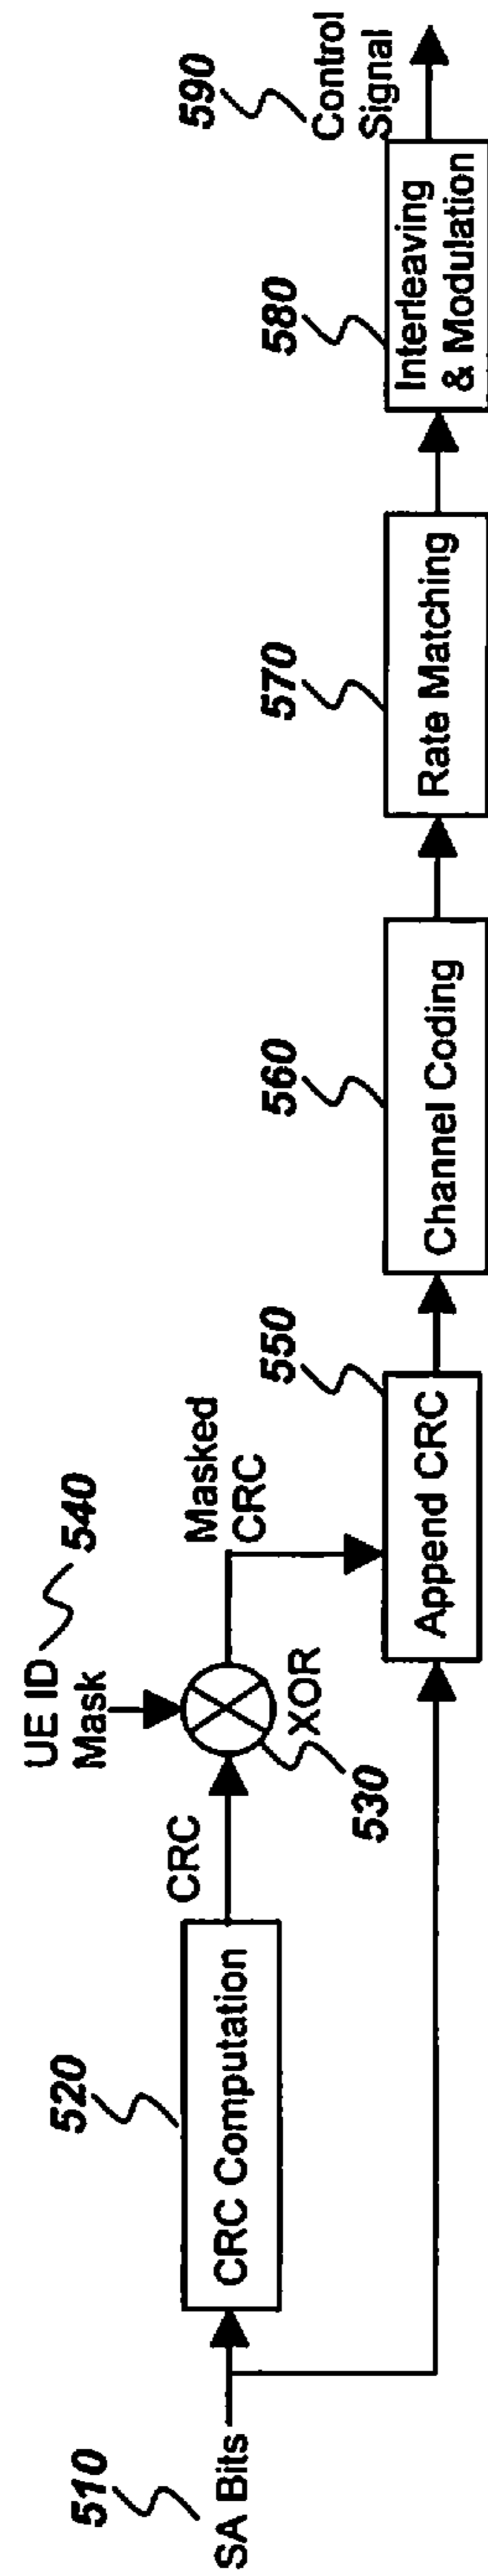 510
SA Bits
520
CRC Computation
CRC
UE ID
Mask
540
530
XOR
Masked
CRC
550
Append CRC
560
Channel Coding
570
Rate Matching
580
Interleaving
& Modulation
590
Control
Signal